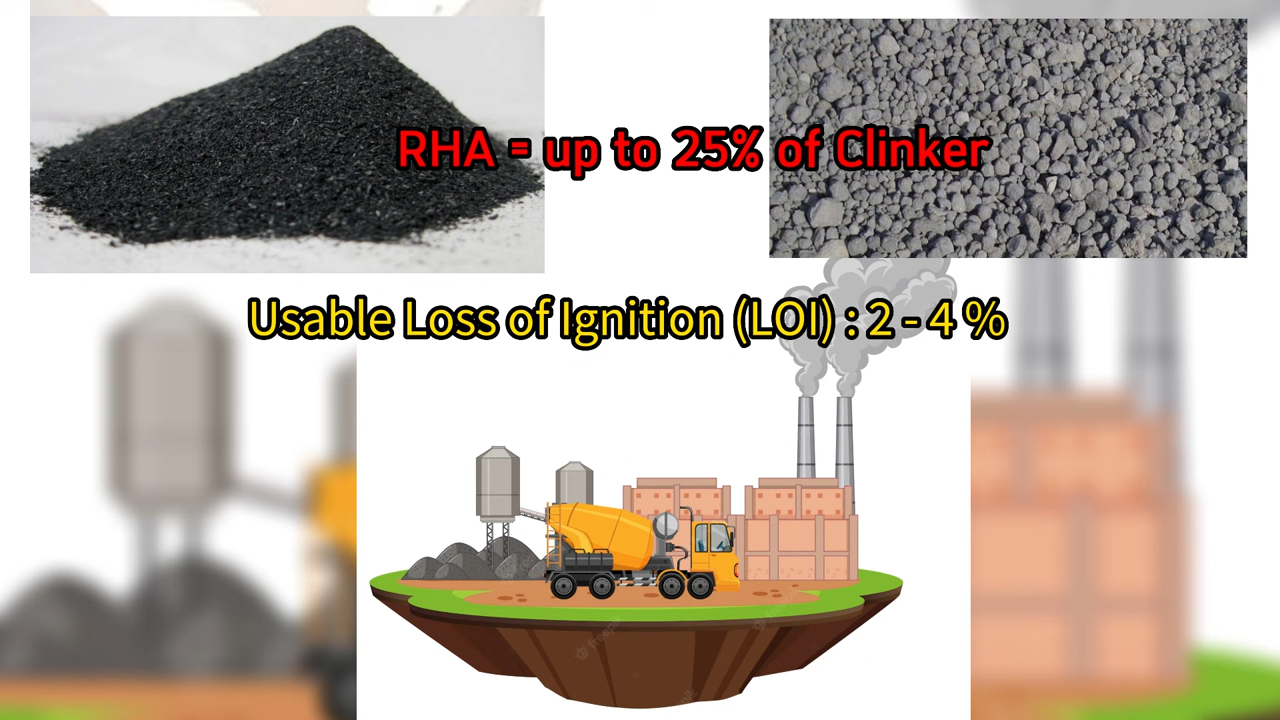 RHA = up to 25% of Clinker
Usable Loss of Ignition (LOI) : 2 - 4 %